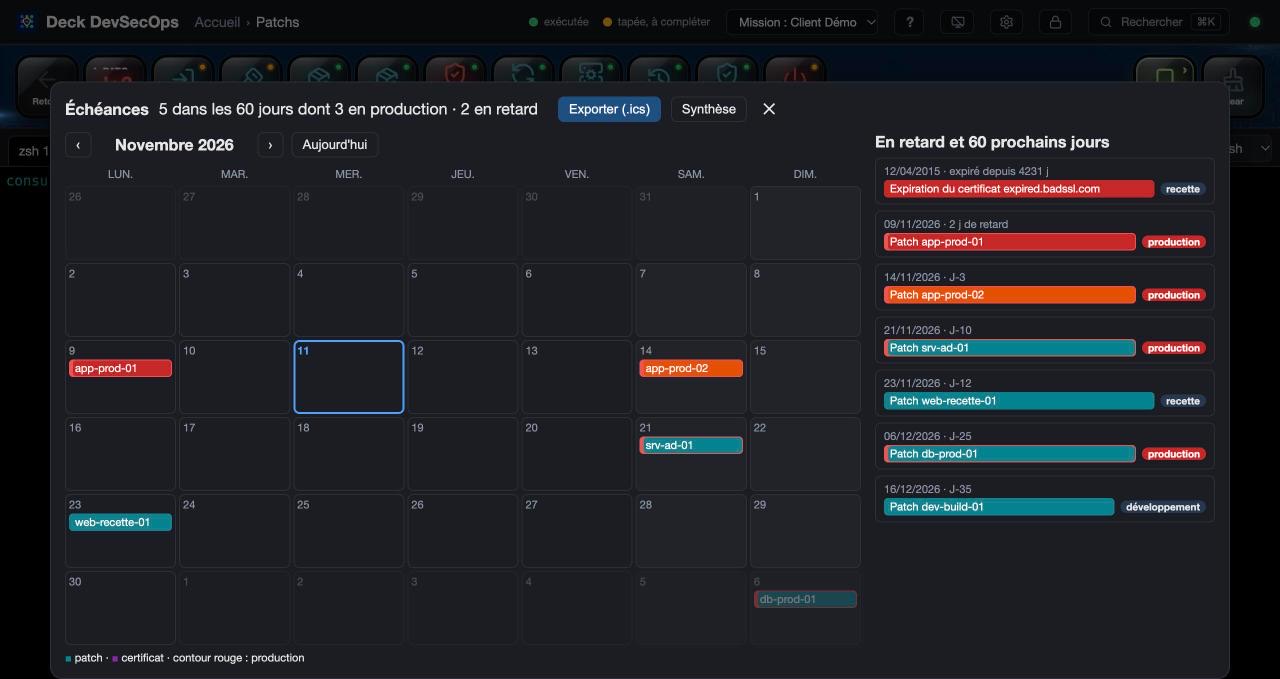 Deck DevSecOps Accueil › Patchs exécutée tapée, à compléter Mission : Client Démo ? Rechercher ⌘K
Échéances 5 dans les 60 jours dont 3 en production · 2 en retard Exporter (.ics) Synthèse ✕
‹ Novembre 2026 › Aujourd'hui
LUN. MAR. MER. JEU. VEN. SAM. DIM.
26 27 28 29 30 31 1
2 3 4 5 6 7 8
9 10 11 12 13 14 15
app-prod-01 app-prod-02
16 17 18 19 20 21 22
srv-ad-01
23 24 25 26 27 28 29
web-recette-01
30 1 2 3 4 5 6
db-prod-01
patch · certificat · contour rouge : production
En retard et 60 prochains jours
12/04/2015 · expiré depuis 4231 j
Expiration du certificat expired.badssl.com recette
09/11/2026 · 2 j de retard
Patch app-prod-01 production
14/11/2026 · J-3
Patch app-prod-02 production
21/11/2026 · J-10
Patch srv-ad-01 production
23/11/2026 · J-12
Patch web-recette-01 recette
06/12/2026 · J-25
Patch db-prod-01 production
16/12/2026 · J-35
Patch dev-build-01 développement
zsh 1